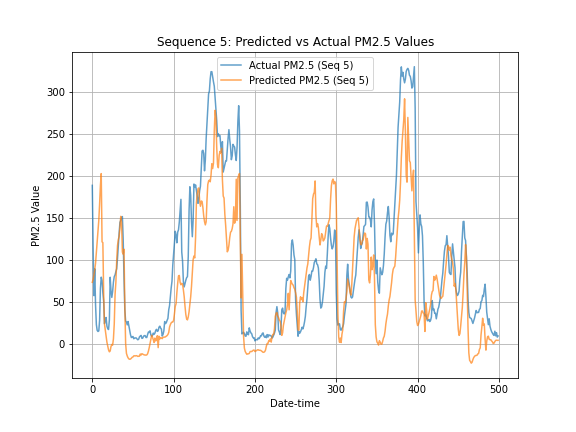 Sequence 5: Predicted vs Actual PM2.5 Values
Actual PM2.5 (Seq 5)
Predicted PM2.5 (Seq 5)
PM2.5 Value
300
250
200
150
100
50
0
0 100 200 300 400 500
Date-time